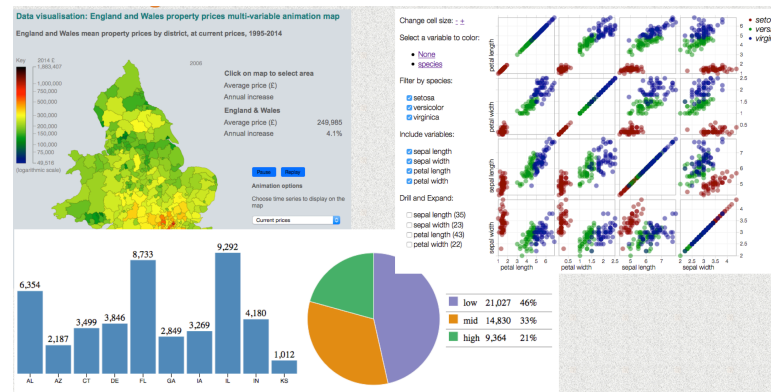 Data visualisation: England and Wales property prices multi-variable animation map
England and Wales mean property prices by district, at current prices, 1995-2014
Key
2014 £
1,000,000
750,000
500,000
300,000
200,000
150,000
100,000
75,000
49,016
(logarithmic scale)
2006
Click on map to select area
Average price (£)
Annual increase
England & Wales
Average price (£) 249,985
Annual increase 4.1%
Pause Replay
Animation options
Choose time series to display on the
map
Current prices
Change cell size: - +
Select a variable to color:
None
species
Filter by species:
setosa
versicolor
virginica
Include variables:
sepal length
sepal width
petal length
petal width
Drill and Expand:
sepal length (35)
sepal width (23)
petal length (43)
petal width (22)
seto
versi
virgin
petal length
petal width
sepal length
sepal width
petal length petal width sepal length sepal width
6,354
2,187
3,499
3,846
8,733
2,849
3,269
9,292
4,180
1,012
AL AZ CT DE FL GA IA IL IN KS
low 21,027 46%
mid 14,830 33%
high 9,364 21%